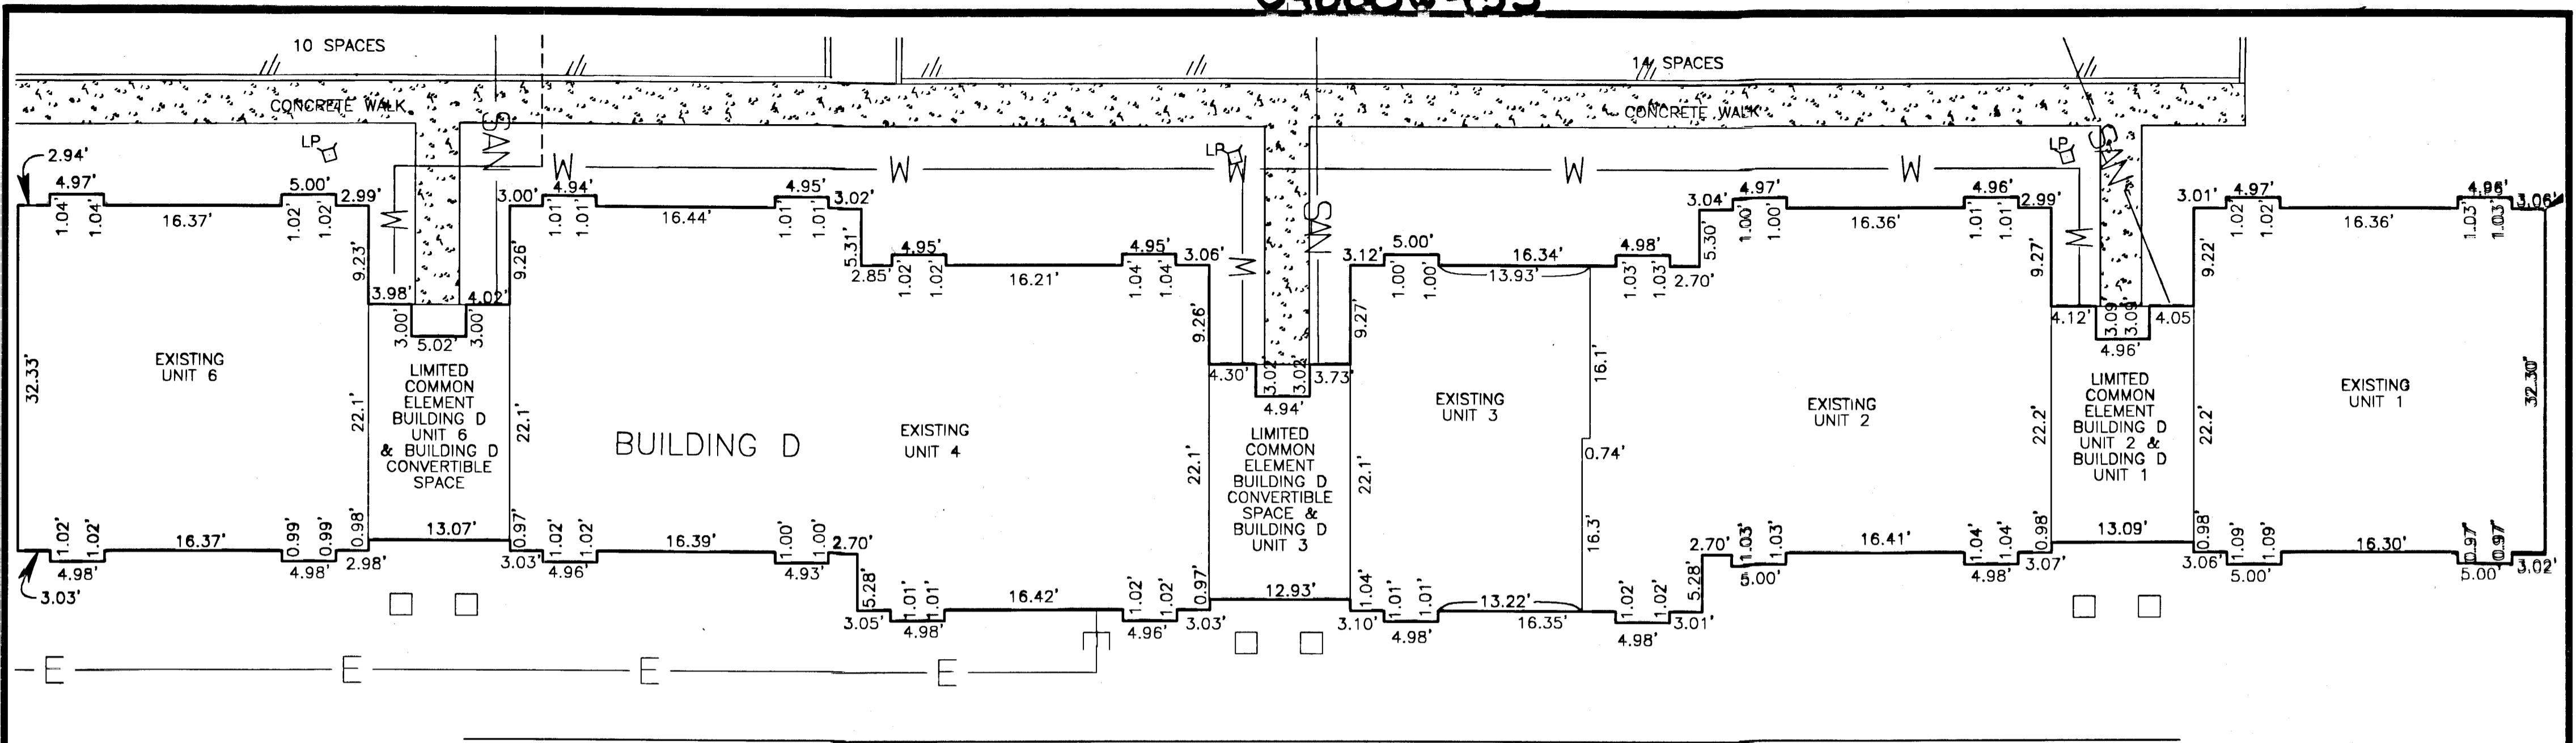 10 SPACES
14 SPACES
CONCRETE WALK
CONCRETE WALK
SAN
SAN
SAN
LP
LP
LP
W
W
W
W
W
W
W
W
2.94'
4.97'
5.00'
2.99'
3.00'
4.94'
4.95'
3.02'
3.04'
4.97'
4.96'
2.99'
3.01'
4.97'
4.96'
3.06'
1.04'
1.04'
16.37'
1.02'
1.02'
1.01'
1.01'
16.44'
1.01'
1.01'
5.31'
4.95'
4.95'
3.06'
3.12'
5.00'
16.34'
4.98'
5.30'
1.00'
1.00'
16.36'
1.01'
1.01'
1.02'
1.02'
16.36'
1.03'
1.03'
9.23'
9.26'
2.85'
1.02'
1.02'
16.21'
1.04'
1.04'
1.00'
1.00'
13.93'
1.03'
1.03'
2.70'
9.27'
9.22'
3.98'
4.02'
9.26'
9.27'
3.00'
3.00'
5.02'
4.12'
3.09'
3.09'
4.05
4.96'
4.30'
3.02'
3.02'
3.73'
4.94'
32.33'
EXISTING
UNIT 6
22.1'
LIMITED
COMMON
ELEMENT
BUILDING D
UNIT 6
& BUILDING D
CONVERTIBLE
SPACE
22.1'
BUILDING D
EXISTING
UNIT 4
22.1'
LIMITED
COMMON
ELEMENT
BUILDING D
CONVERTIBLE
SPACE &
BUILDING D
UNIT 3
22.1'
EXISTING
UNIT 3
16.1'
0.74'
16.3'
EXISTING
UNIT 2
22.2'
LIMITED
COMMON
ELEMENT
BUILDING D
UNIT 2 &
BUILDING D
UNIT 1
22.2'
EXISTING
UNIT 1
32.30'
1.02'
1.02'
16.37'
0.99'
0.99'
0.98'
13.07'
0.97'
1.02'
1.02'
16.39'
1.00'
1.00'
2.70'
2.70'
1.03'
1.03'
16.41'
1.04'
1.04'
0.98'
13.09'
0.98'
1.09'
1.09'
16.30'
0.97'
0.97'
4.98'
4.98'
2.98'
3.03'
4.96'
4.93'
5.00'
4.98'
3.07'
3.06'
5.00'
5.00'
3.02'
3.03'
5.28'
1.01'
1.01'
16.42'
1.02'
1.02'
0.97'
12.93'
1.04'
1.01'
1.01'
13.22'
1.02'
1.02'
5.28'
3.05'
4.98'
4.96'
3.03'
3.10'
4.98'
16.35'
4.98'
3.01'
E
E
E
E